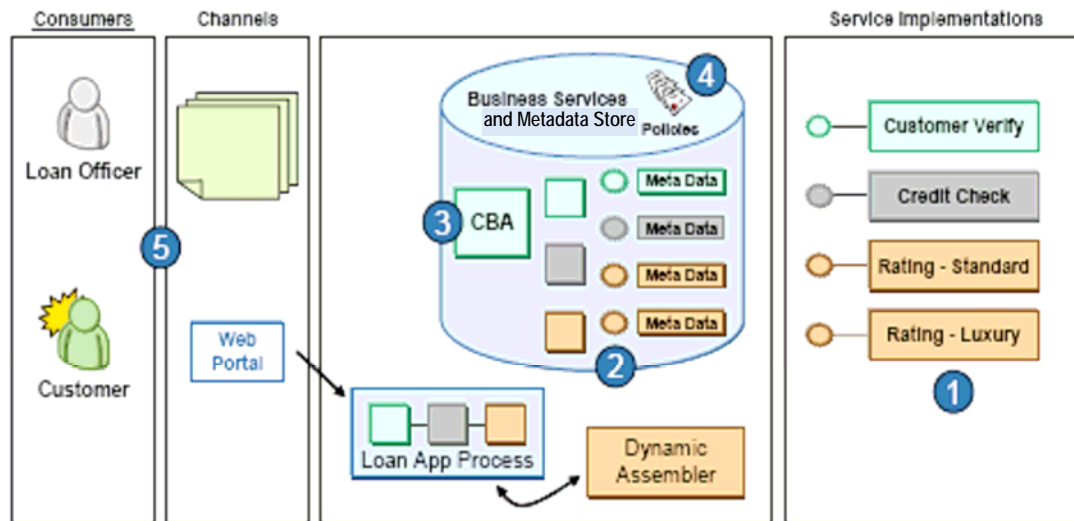 Consumers
Channels
Service Implementations
Loan Officer
5
Customer
Web
Portal
4
Business Services
and Metadata Store
Policies
3
CBA
Meta Data
Meta Data
Meta Data
Meta Data
2
Loan App Process
Dynamic
Assembler
Customer Verify
Credit Check
Rating - Standard
Rating - Luxury
1